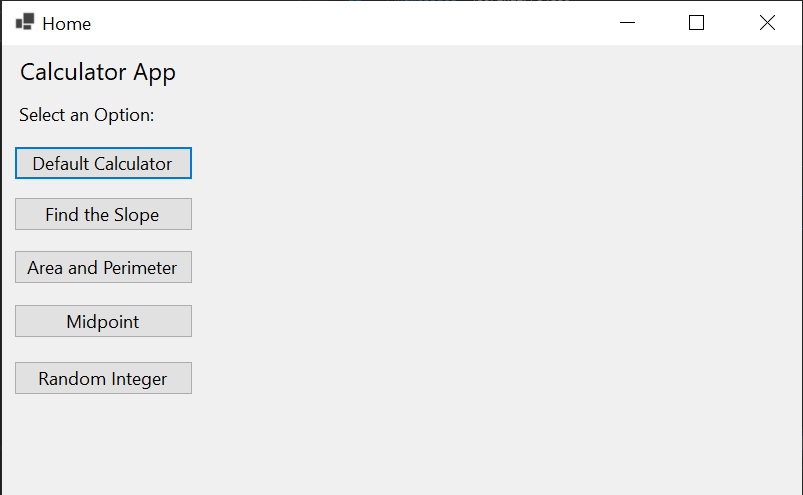 Home
Calculator App
Select an Option:
Default Calculator
Find the Slope
Area and Perimeter
Midpoint
Random Integer